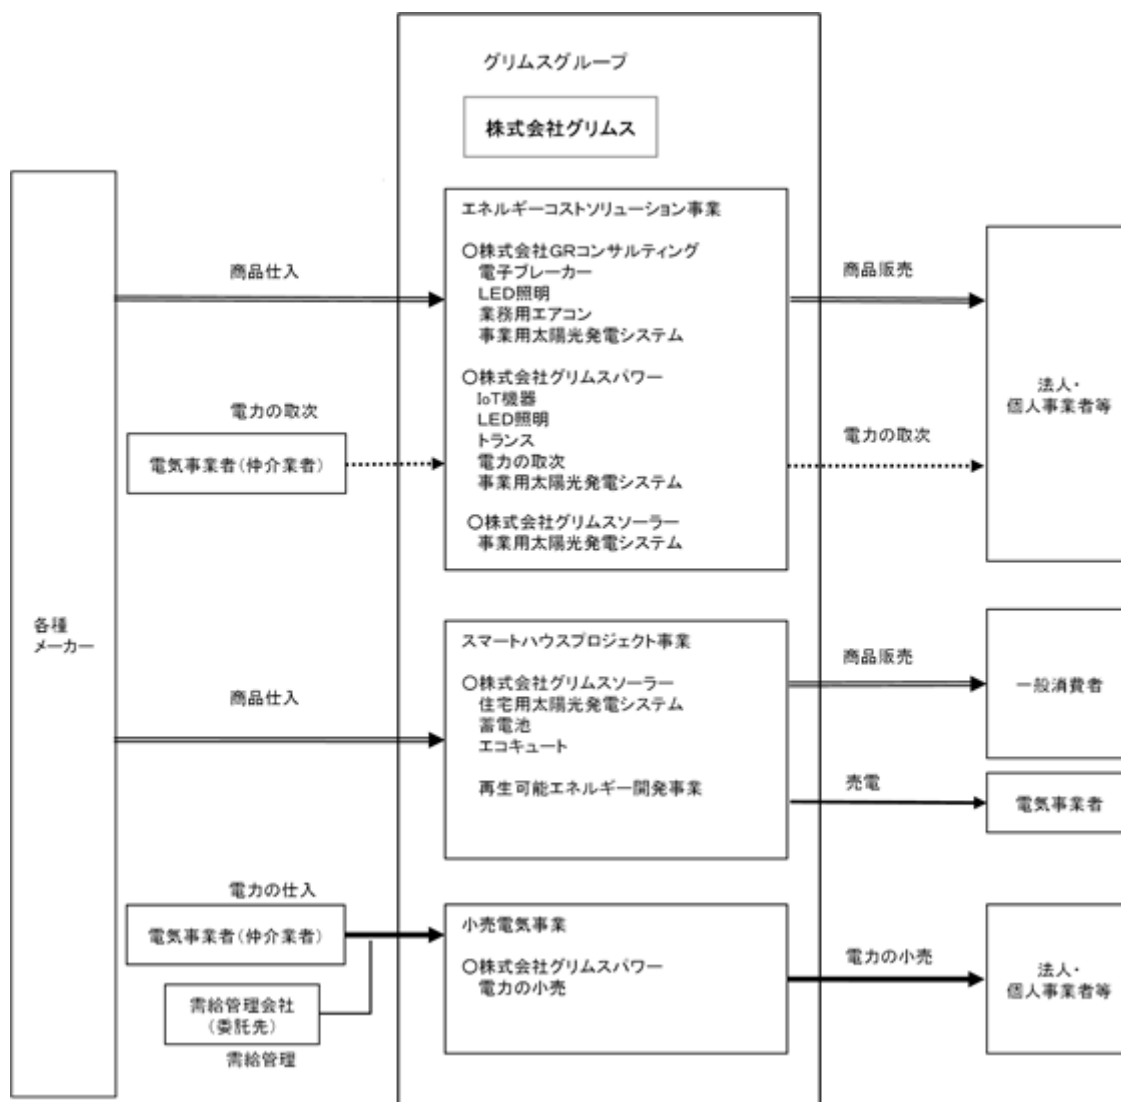 グリムスグループ
株式会社グリムス
各種
メーカー
商品仕入
電力の取次
電気事業者(仲介業者)
エネルギーコストソリューション事業
〇株式会社GRコンサルティング
電子ブレーカー
LED照明
業務用エアコン
事業用太陽光発電システム
〇株式会社グリムスパワー
IoT機器
LED照明
トランス
電力の取次
事業用太陽光発電システム
〇株式会社グリムスソーラー
事業用太陽光発電システム
商品販売
電力の取次
法人・
個人事業者等
商品仕入
スマートハウスプロジェクト事業
〇株式会社グリムスソーラー
住宅用太陽光発電システム
蓄電池
エコキュート
再生可能エネルギー開発事業
商品販売
一般消費者
売電
電気事業者
電力の仕入
電気事業者(仲介業者)
需給管理会社
(委託先)
需給管理
小売電気事業
〇株式会社グリムスパワー
電力の小売
電力の小売
法人・
個人事業者等